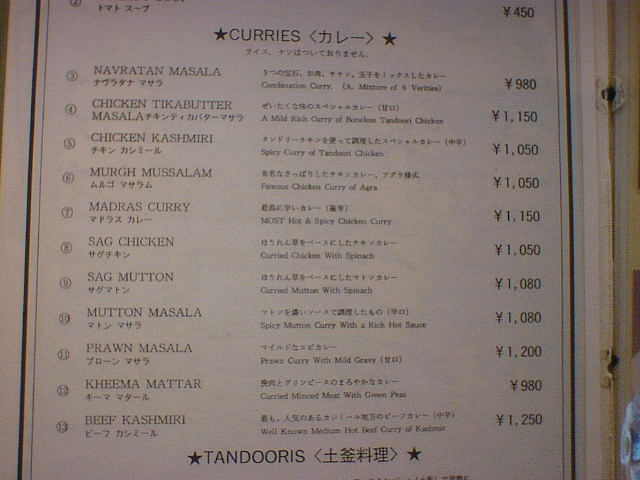 ② トマト スープ ¥450
★CURRIES〈カレー〉★
ライス、ナンはついておりません。
③ NAVRATAN MASALA 9つの宝石、お肉、チキン、玉子をミックスしたカレー
ナヴラタナ マサラ Combination Curry. (A. Mixture of 9 Verities) ¥980
④ CHICKEN TIKABUTTER ぜいたくな味のスペシャルカレー（甘口）
MASALAチキンティカバターマサラ A Mild Rich Curry of Boneless Tandoori Chicken ¥1,150
⑤ CHICKEN KASHMIRI タンドリーチキンを使って調理したスペシャルカレー（中辛）
チキン カシミール Spicy Curry of Tandoori Chicken ¥1,050
⑥ MURGH MUSSALAM 有名なさっぱりしたチキンカレー、アグラ様式
ムルゴ マサラム Famous Chicken Curry of Agra ¥1,050
⑦ MADRAS CURRY 最高に辛いカレー（極辛）
マドラス カレー MOST Hot & Spicy Chicken Curry ¥1,150
⑧ SAG CHICKEN ほうれん草をベースにしたチキンカレー
サグチキン Curried Chicken With Spinach ¥1,050
⑨ SAG MUTTON ほうれん草をベースにしたマトンカレー
サグマトン Curried Mutton With Spinach ¥1,080
⑩ MUTTON MASALA マトンを濃いソースで調理したもの（辛口）
マトン マサラ Spicy Mutton Curry With a Rich Hot Sauce ¥1,080
⑪ PRAWN MASALA マイルドなエビカレー
プローン マサラ Prawn Curry With Mild Gravy（甘口） ¥1,200
⑫ KHEEMA MATTAR 挽肉とグリンピースのまろやかなカレー
キーマ マタール Curried Minced Meat With Green Peas ¥980
⑬ BEEF KASHMIRI 最も、人気のあるカシミール地方のビーフカレー（中辛）
ビーフ カシミール Well Known Medium Hot Beef Curry of Kashmir ¥1,250
★TANDOORIS〈土釜料理〉★